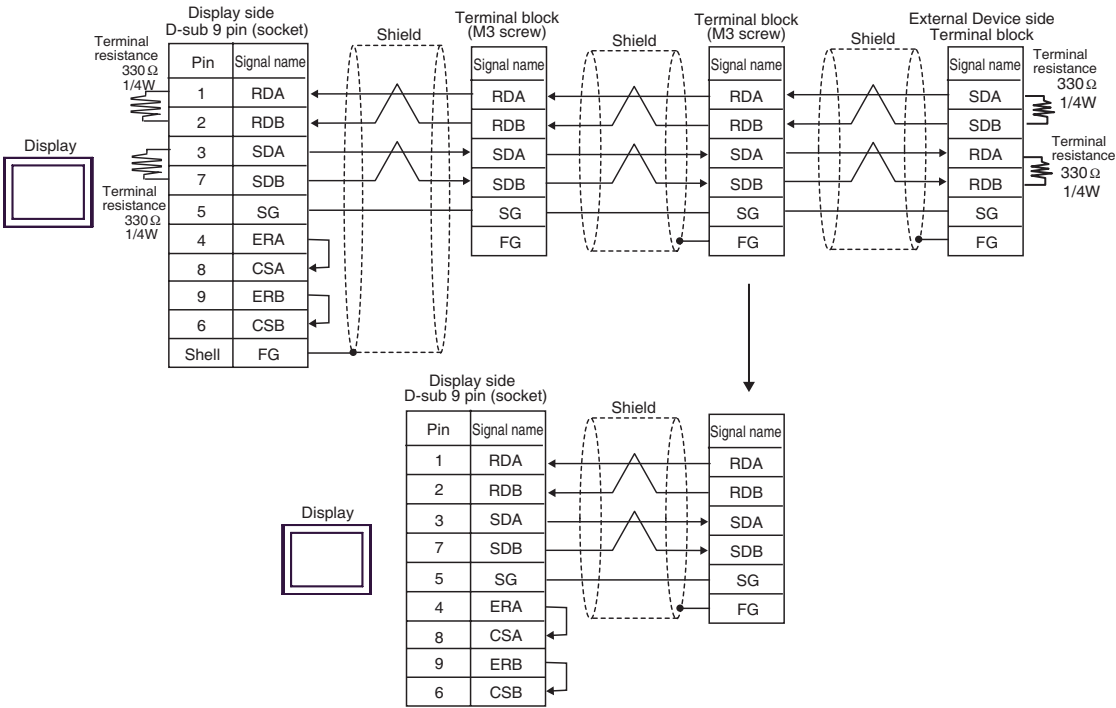 Display side
D-sub 9 pin (socket)
Terminal
resistance
330 Ω
1/4W
Display
Terminal
resistance
330 Ω
1/4W
Pin Signal name
1 RDA
2 RDB
3 SDA
7 SDB
5 SG
4 ERA
8 CSA
9 ERB
6 CSB
Shell FG
Shield
Terminal block
(M3 screw)
Signal name
RDA
RDB
SDA
SDB
SG
FG
Shield
Terminal block
(M3 screw)
Signal name
RDA
RDB
SDA
SDB
SG
FG
Shield
External Device side
Terminal block
Signal name
SDA
SDB
RDA
RDB
SG
FG
Terminal
resistance
330 Ω
1/4W
Terminal
resistance
330 Ω
1/4W
Display side
D-sub 9 pin (socket)
Display
Pin Signal name
1 RDA
2 RDB
3 SDA
7 SDB
5 SG
4 ERA
8 CSA
9 ERB
6 CSB
Shield
Signal name
RDA
RDB
SDA
SDB
SG
FG